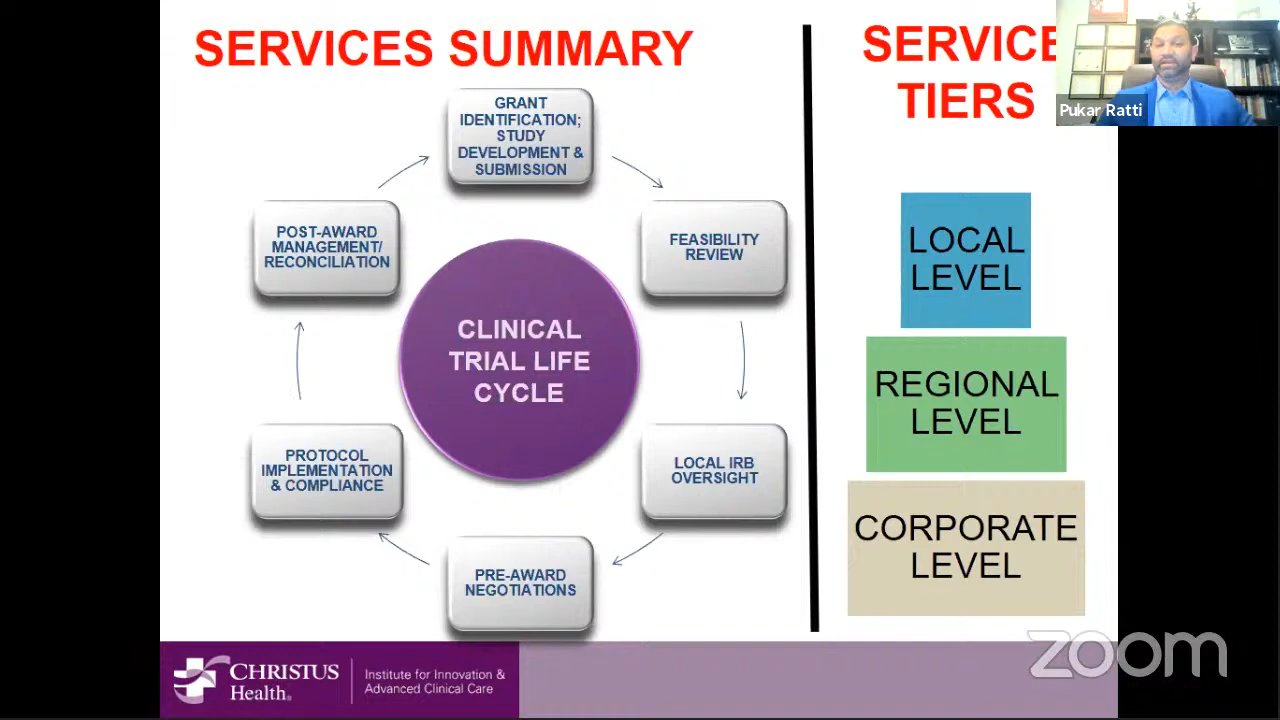 SERVICES SUMMARY
GRANT
IDENTIFICATION;
STUDY
DEVELOPMENT &
SUBMISSION
FEASIBILITY
REVIEW
LOCAL IRB
OVERSIGHT
PRE-AWARD
NEGOTIATIONS
PROTOCOL
IMPLEMENTATION
& COMPLIANCE
POST-AWARD
MANAGEMENT/
RECONCILIATION
CLINICAL
TRIAL LIFE
CYCLE
SERVICE
TIERS
LOCAL
LEVEL
REGIONAL
LEVEL
CORPORATE
LEVEL
Pukar Ratti
CHRISTUS
Health®
Institute for Innovation &
Advanced Clinical Care
zoom